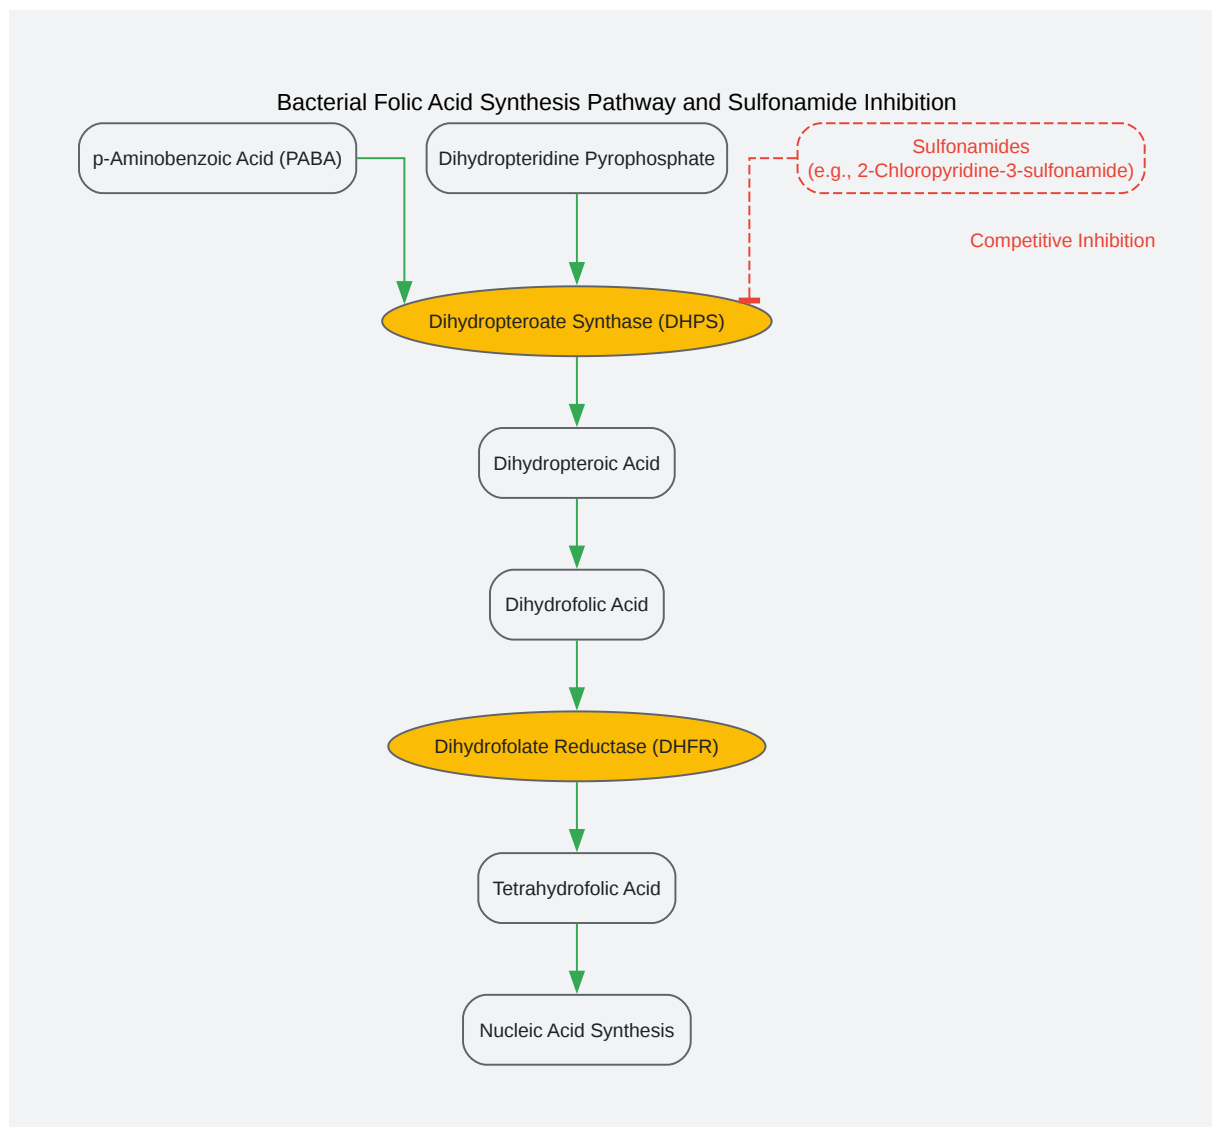 Bacterial Folic Acid Synthesis Pathway and Sulfonamide Inhibition
p-Aminobenzoic Acid (PABA)
Dihydropteridine Pyrophosphate
Sulfonamides
(e.g., 2-Chloropyridine-3-sulfonamide)
Competitive Inhibition
Dihydropteroate Synthase (DHPS)
Dihydropteroic Acid
Dihydrofolic Acid
Dihydrofolate Reductase (DHFR)
Tetrahydrofolic Acid
Nucleic Acid Synthesis